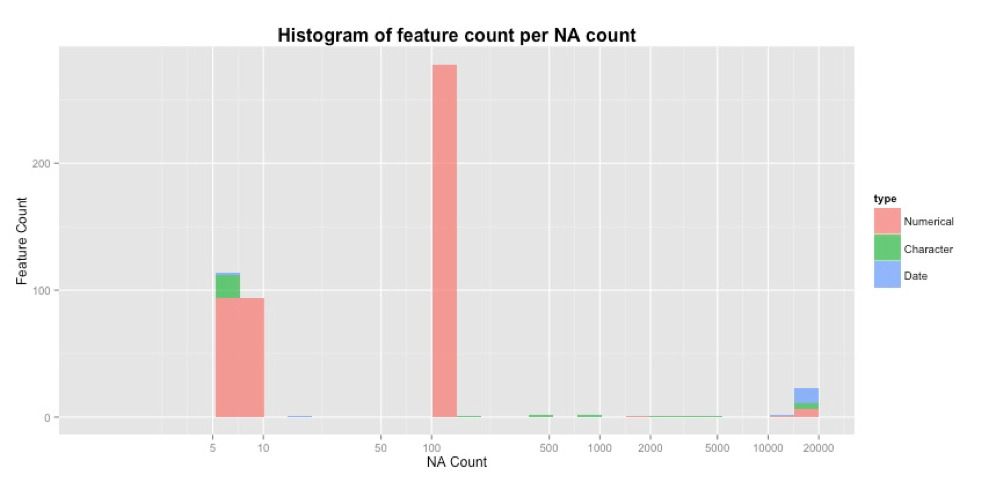 Histogram of feature count per NA count
Feature Count
200
100
0
5 10 50 100 500 1000 2000 5000 10000 20000
NA Count
type
Numerical
Character
Date